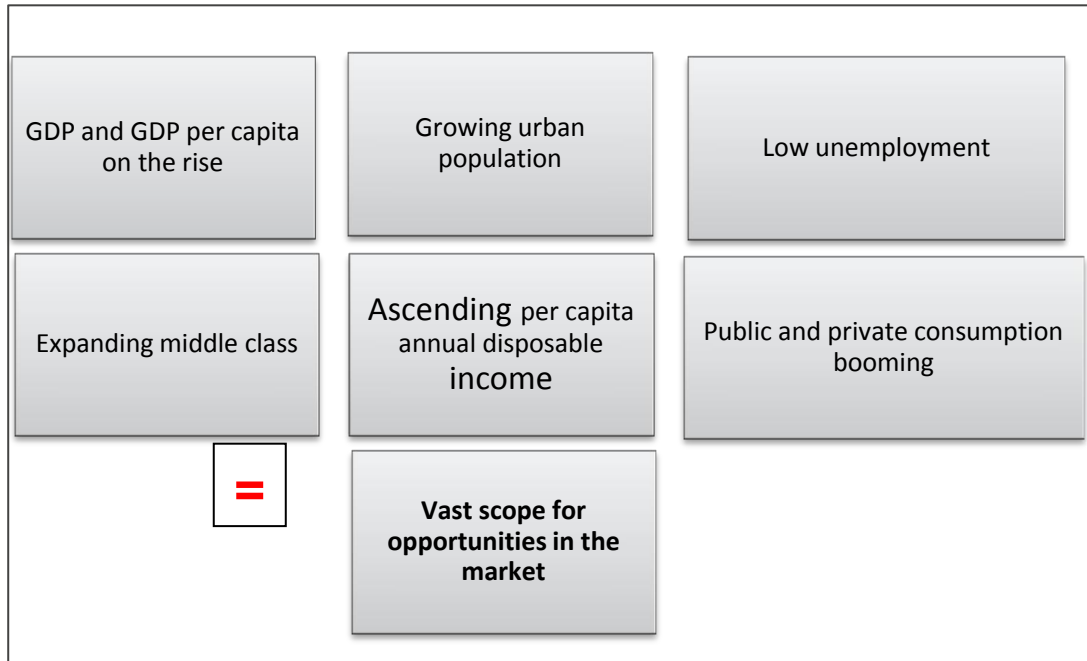 GDP and GDP per capita
on the rise
Growing urban
population
Low unemployment
Expanding middle class
Ascending per capita
annual disposable
income
Public and private consumption
booming
=
Vast scope for
opportunities in the
market